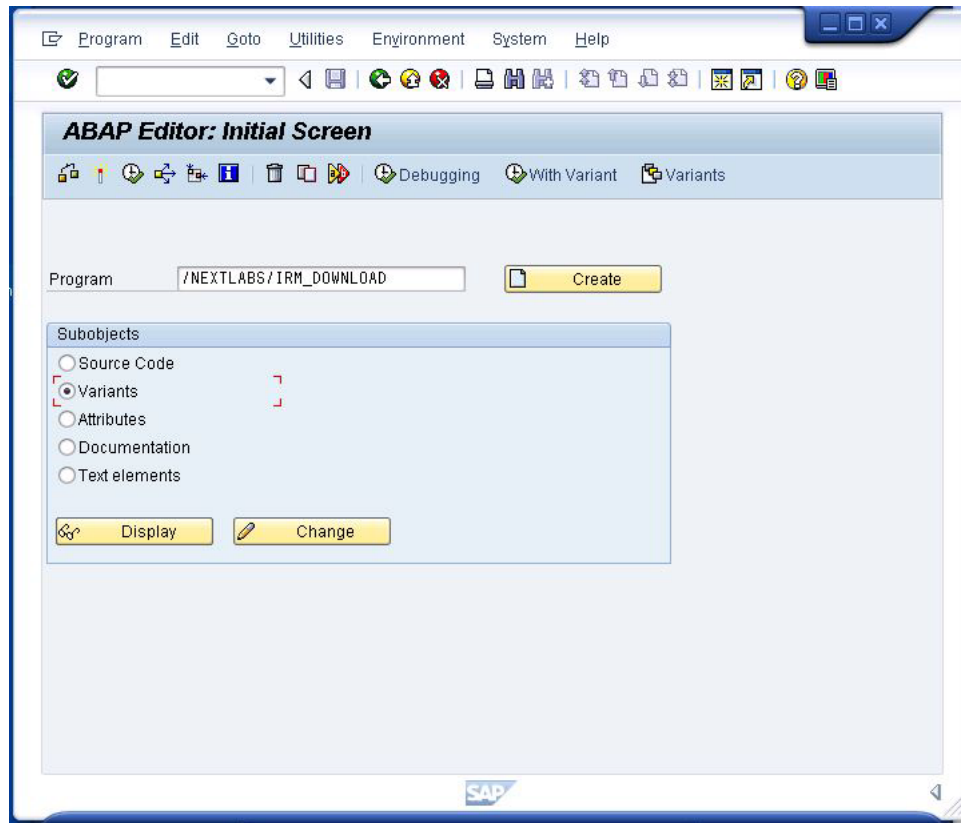 Program Edit Goto Utilities Environment System Help
ABAP Editor: Initial Screen
Debugging With Variant Variants
Program /NEXTLABS/IRM_DOWNLOAD Create
Subobjects
Source Code
Variants
Attributes
Documentation
Text elements
Display Change
SAP